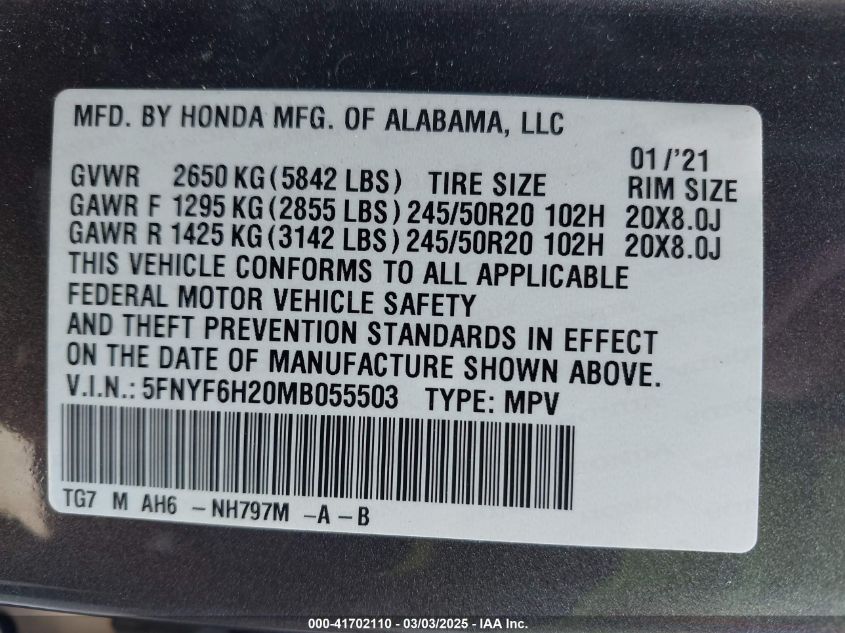 MFD. BY HONDA MFG. OF ALABAMA, LLC
01/'21
GVWR 2650 KG (5842 LBS) TIRE SIZE RIM SIZE
GAWR F 1295 KG (2855 LBS) 245/50R20 102H 20X8.0J
GAWR R 1425 KG (3142 LBS) 245/50R20 102H 20X8.0J
THIS VEHICLE CONFORMS TO ALL APPLICABLE
FEDERAL MOTOR VEHICLE SAFETY
AND THEFT PREVENTION STANDARDS IN EFFECT
ON THE DATE OF MANUFACTURE SHOWN ABOVE.
V.I.N.: 5FNYF6H20MB055503 TYPE: MPV
TG7 M AH6 - NH797M - A - B
000-41702110 - 03/03/2025 - IAA Inc.